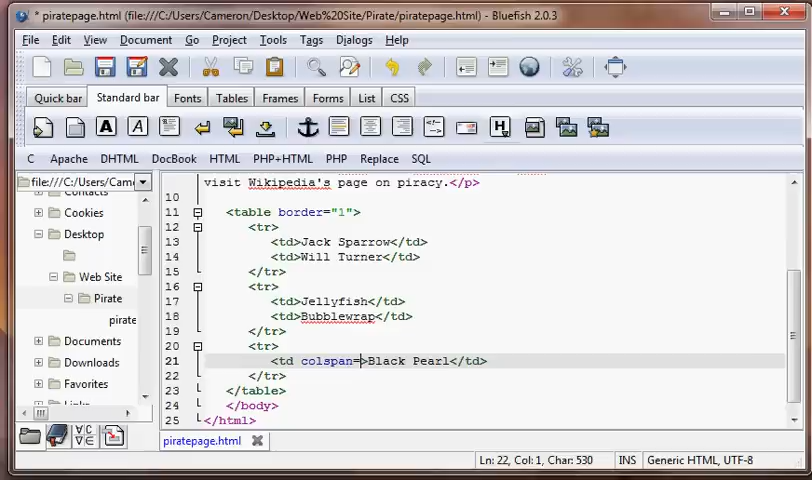 * piratepage.html (file:///C:/Users/Cameron/Desktop/Web%20Site/Pirate/piratepage.html) - Bluefish 2.0.3
File Edit View Document Go Project Tools Tags Dialogs Help
Quick bar Standard bar Fonts Tables Frames Forms List CSS
C Apache DHTML DocBook HTML PHP+HTML PHP Replace SQL
file:///C:/Users/Came
Cookies
Desktop
Web Site
Pirate
pirate
Documents
Downloads
Favorites
visit Wikipedia's page on piracy.</p>
10
11 <table border="1">
12 <tr>
13 <td>Jack Sparrow</td>
14 <td>Will Turner</td>
15 </tr>
16 <tr>
17 <td>Jellyfish</td>
18 <td>Bubblewrap</td>
19 </tr>
20 <tr>
21 <td colspan=>Black Pearl</td>
22 </tr>
23 </table>
24 </body>
25 </html>
piratepage.html
Ln: 22, Col: 1, Char: 530 INS Generic HTML, UTF-8